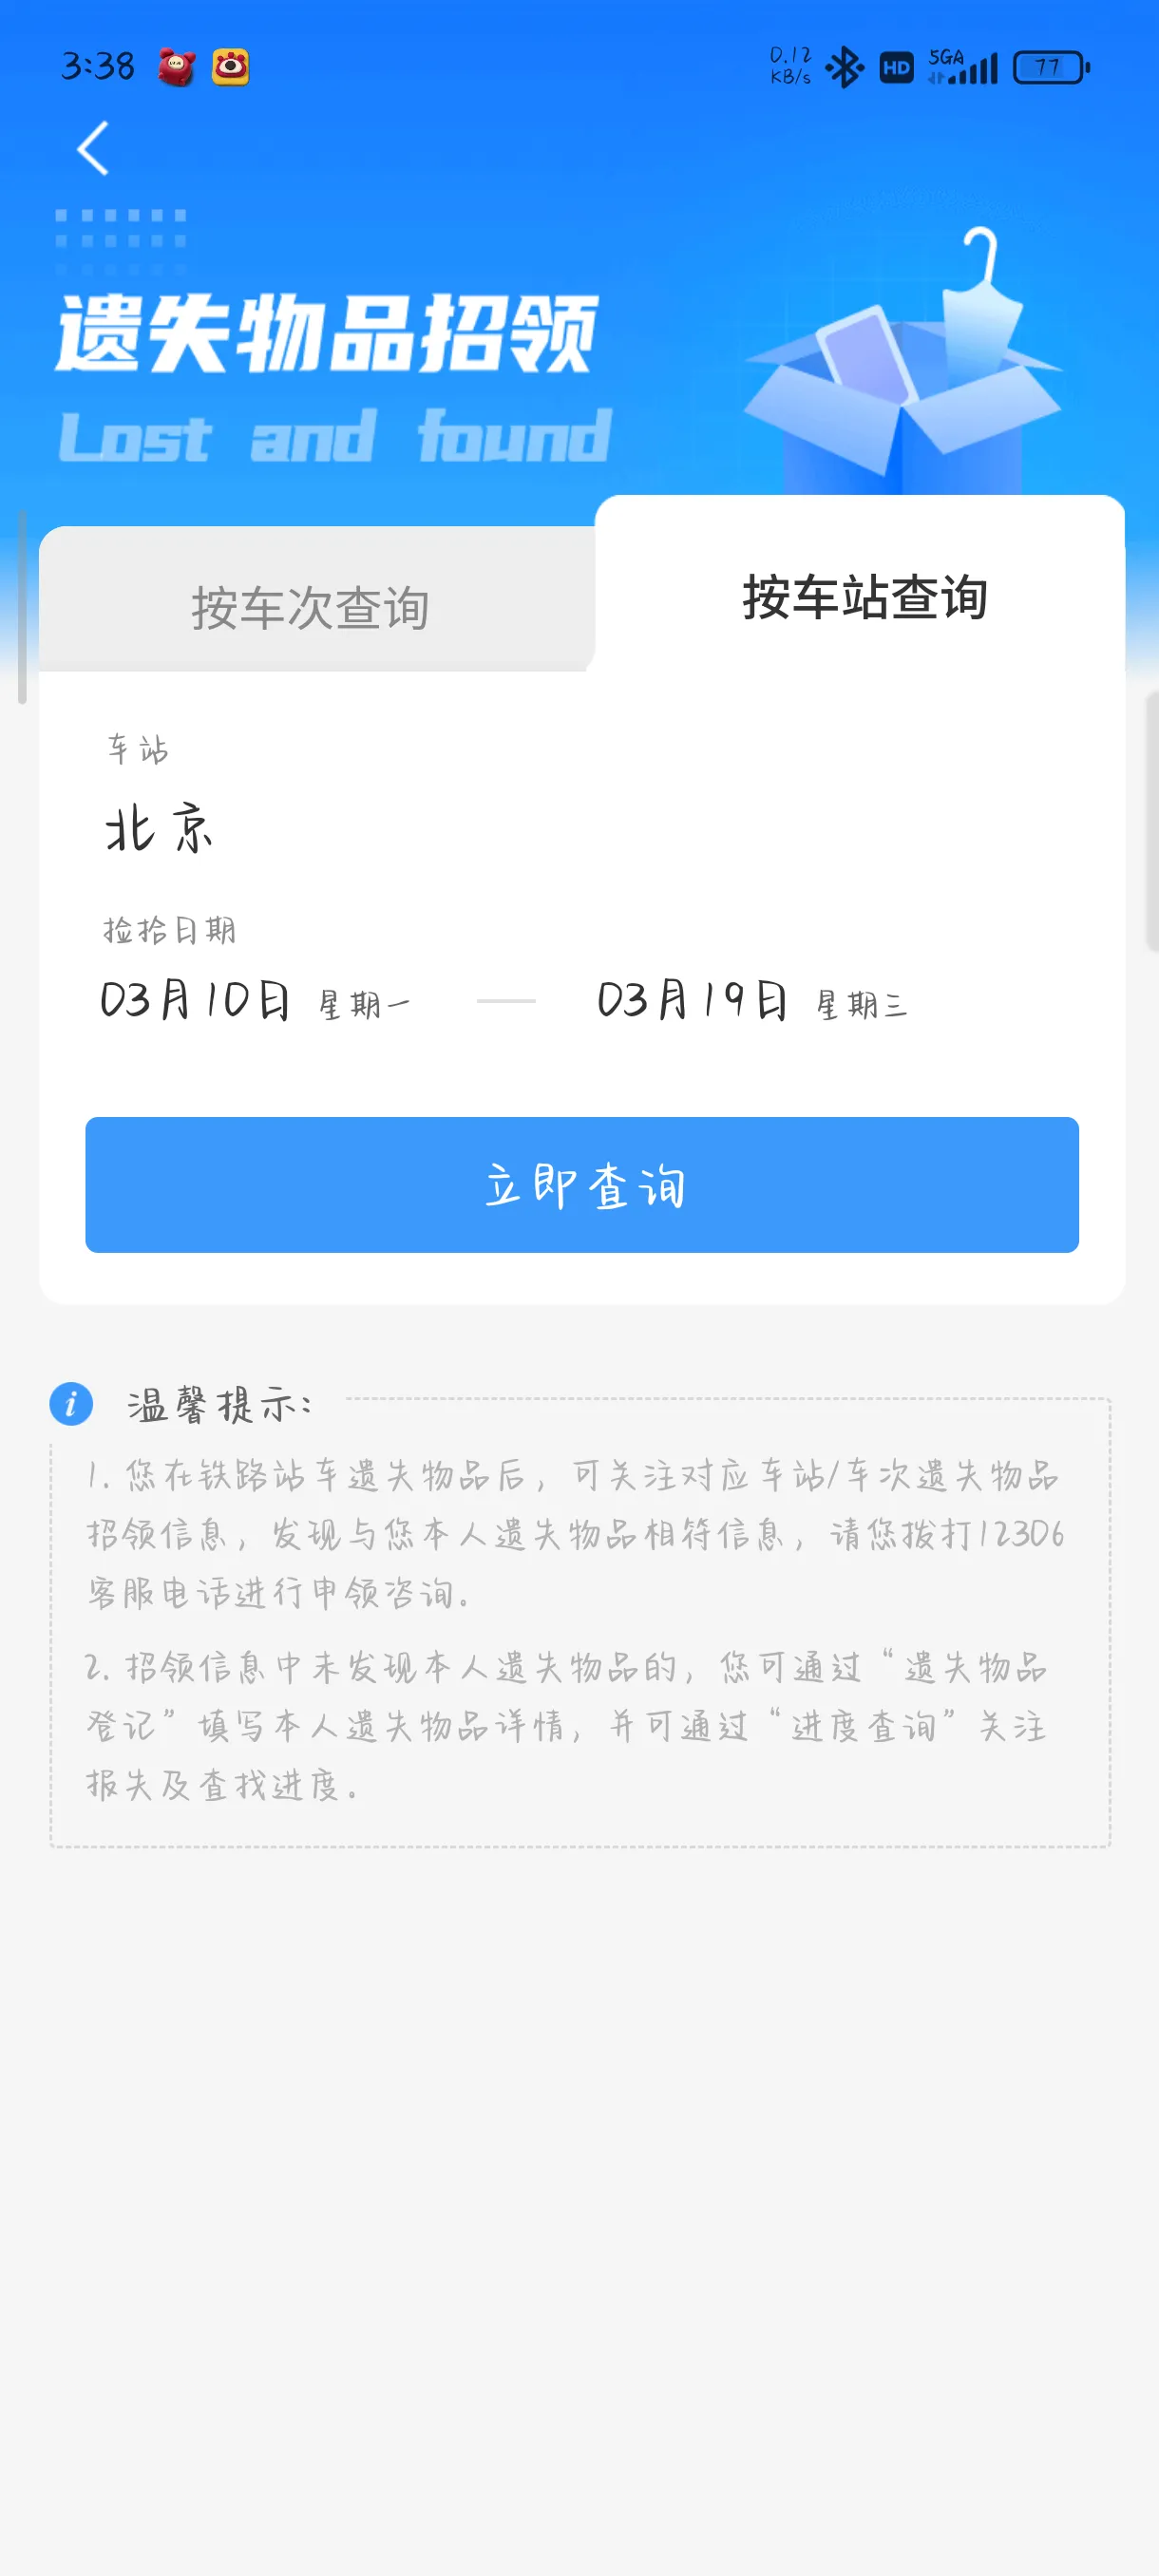 3:38
0.12
KB/s
HD
5GA
77
遗失物品招领
Lost and found
按车次查询
按车站查询
车站
北京
捡拾日期
03月10日 星期一 — 03月19日 星期三
立即查询
i 温馨提示:
1. 您在铁路站车遗失物品后，可关注对应车站/车次遗失物品
招领信息，发现与您本人遗失物品相符信息，请您拨打12306
客服电话进行申领咨询。
2. 招领信息中未发现本人遗失物品的，您可通过“遗失物品
登记”填写本人遗失物品详情，并可通过“进度查询”关注
报失及查找进度。